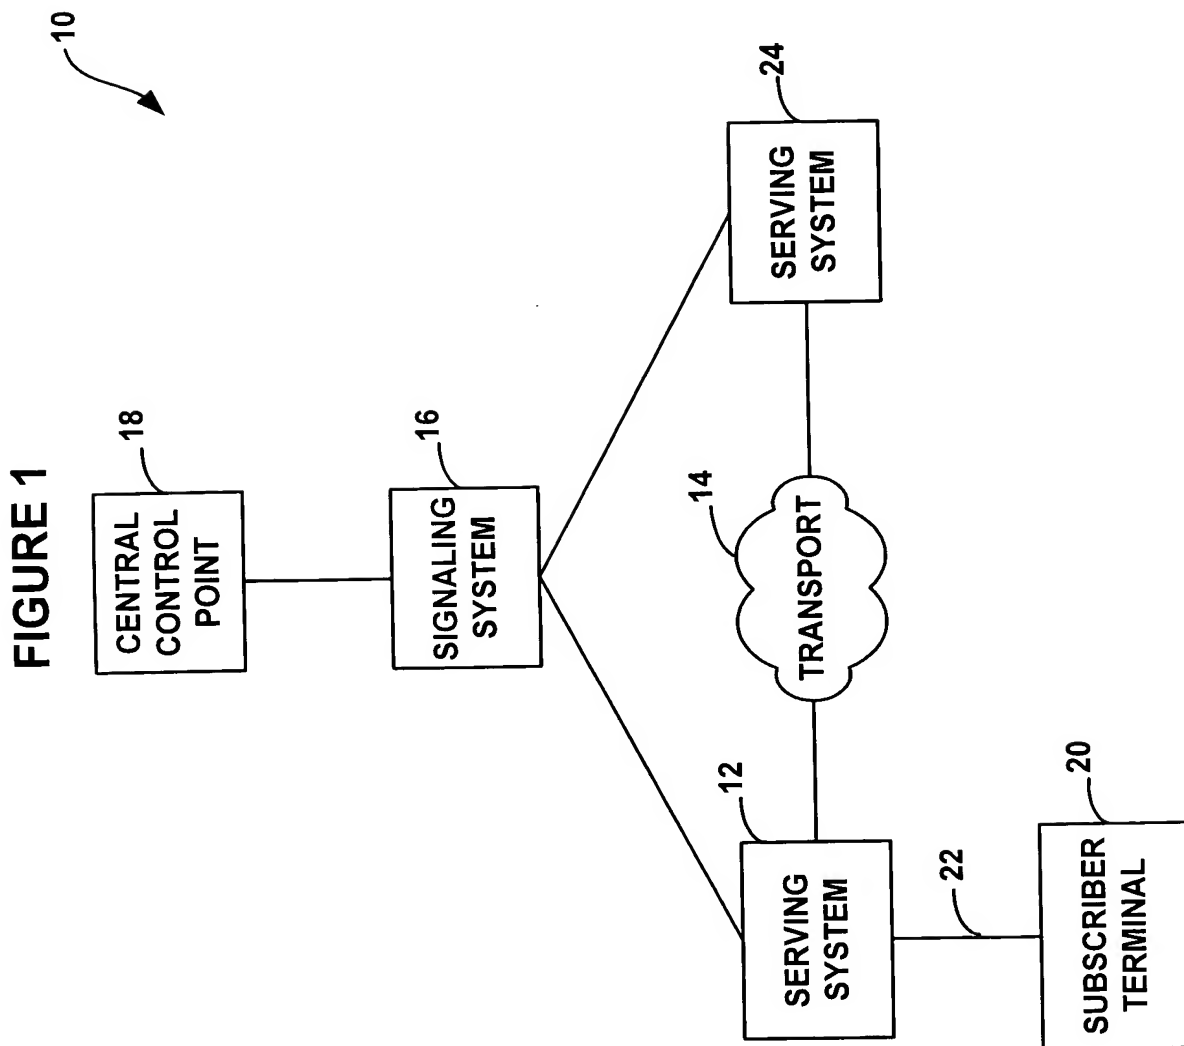 FIGURE 1
10
18
CENTRAL
CONTROL
POINT
16
SIGNALING
SYSTEM
12
SERVING
SYSTEM
14
TRANSPORT
24
SERVING
SYSTEM
22
20
SUBSCRIBER
TERMINAL